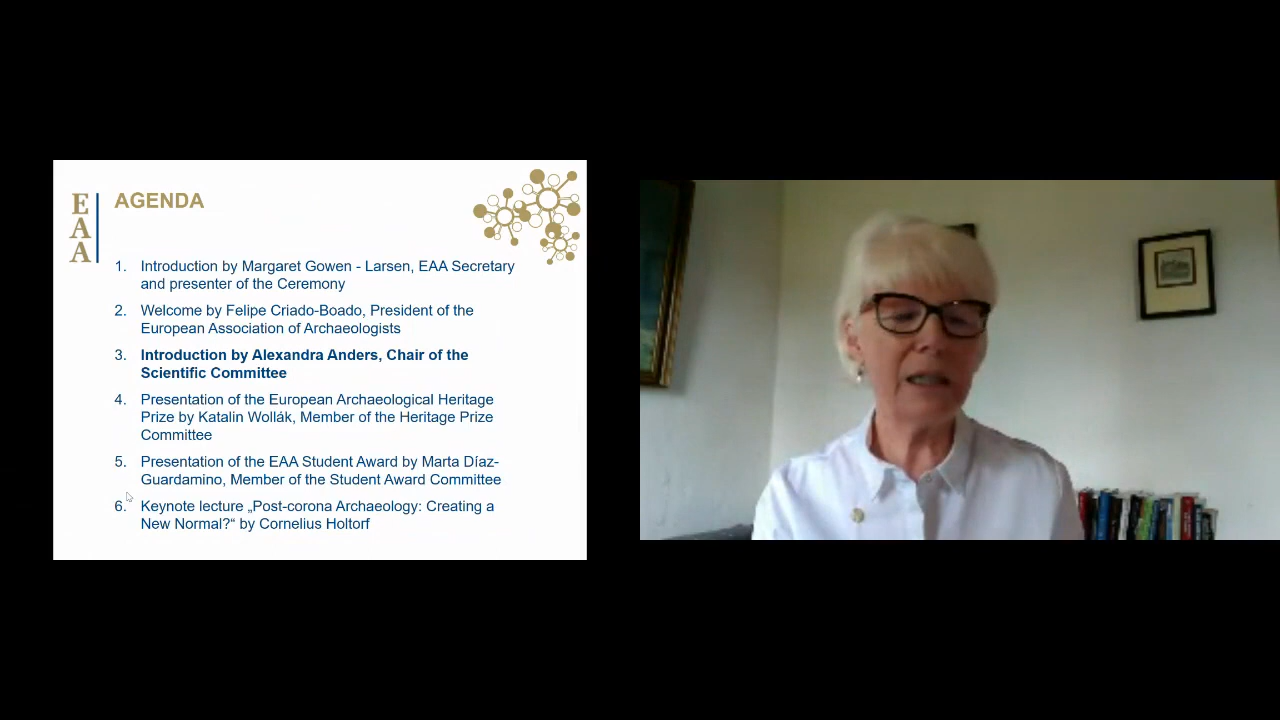 E
A
A
AGENDA
1. Introduction by Margaret Gowen - Larsen, EAA Secretary
and presenter of the Ceremony
2. Welcome by Felipe Criado-Boado, President of the
European Association of Archaeologists
3. Introduction by Alexandra Anders, Chair of the
Scientific Committee
4. Presentation of the European Archaeological Heritage
Prize by Katalin Wollák, Member of the Heritage Prize
Committee
5. Presentation of the EAA Student Award by Marta Díaz-
Guardamino, Member of the Student Award Committee
6. Keynote lecture „Post-corona Archaeology: Creating a
New Normal?“ by Cornelius Holtorf